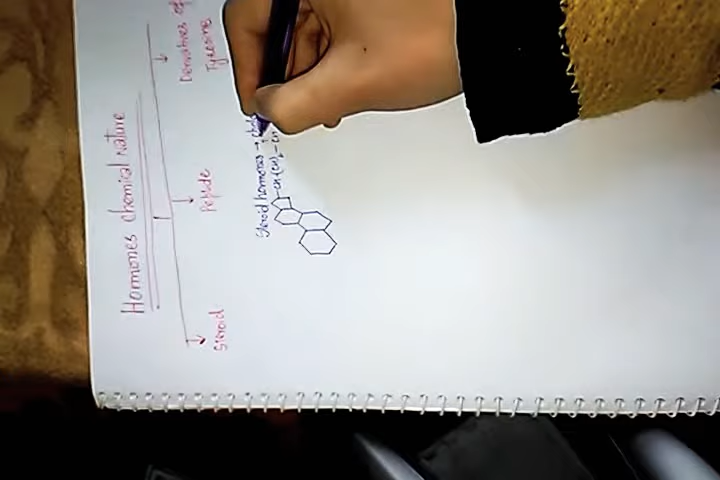 Hormones chemical nature
Steroid
Peptide
Derivatives of
Tyrosine
Steroid hormones →